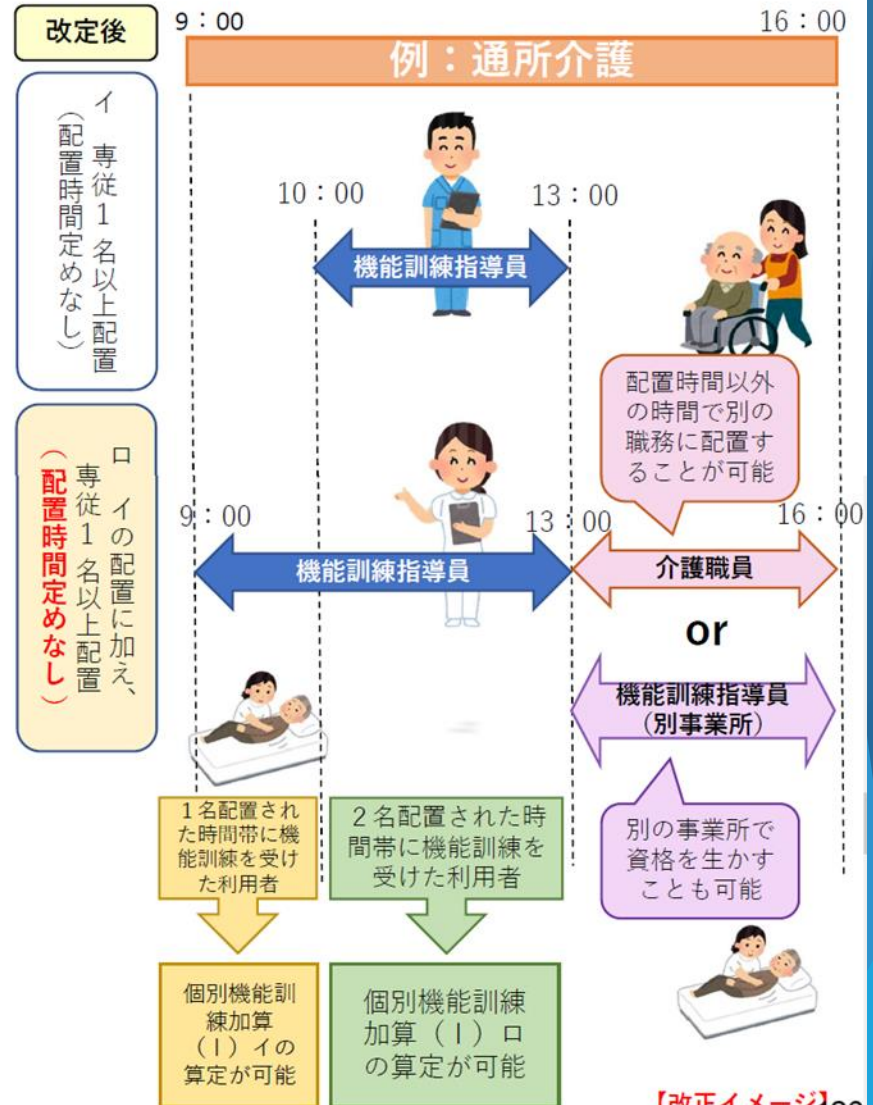 改定後
9：00
16：00
例：通所介護
イ　専従１名以上配置
（配置時間定めなし）
10：00
13：00
機能訓練指導員
配置時間以外
の時間で別の
職務に配置す
ることが可能
ロ　イの配置に加え、
専従１名以上配置
（配置時間定めなし）
9：00
13：00
16：00
機能訓練指導員
介護職員
or
機能訓練指導員
（別事業所）
１名配置され
た時間帯に機
能訓練を受け
た利用者
２名配置された時
間帯に機能訓練を
受けた利用者
別の事業所で
資格を生かす
ことも可能
個別機能訓
練加算
（Ⅰ）イの
算定が可能
個別機能訓練
加算（Ⅰ）ロ
の算定が可能
【改正イメージ】